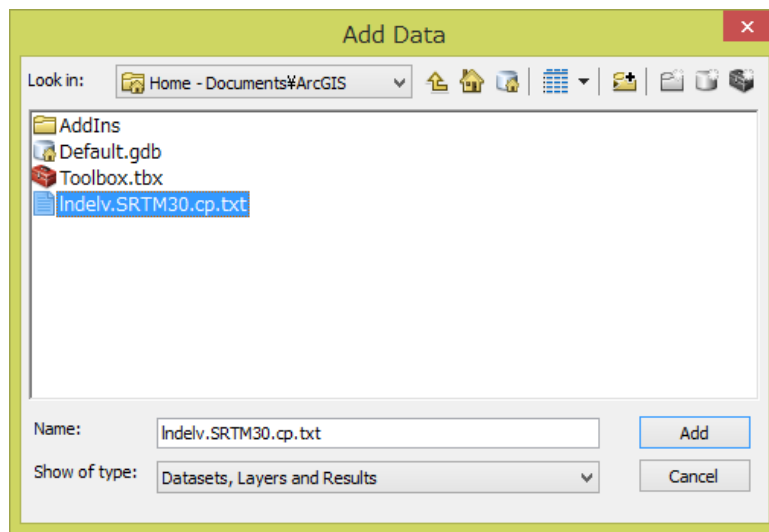 Add Data
Look in:
Home - Documents¥ArcGIS
AddIns
Default.gdb
Toolbox.tbx
lndelv.SRTM30.cp.txt
Name:
lndelv.SRTM30.cp.txt
Add
Show of type:
Datasets, Layers and Results
Cancel